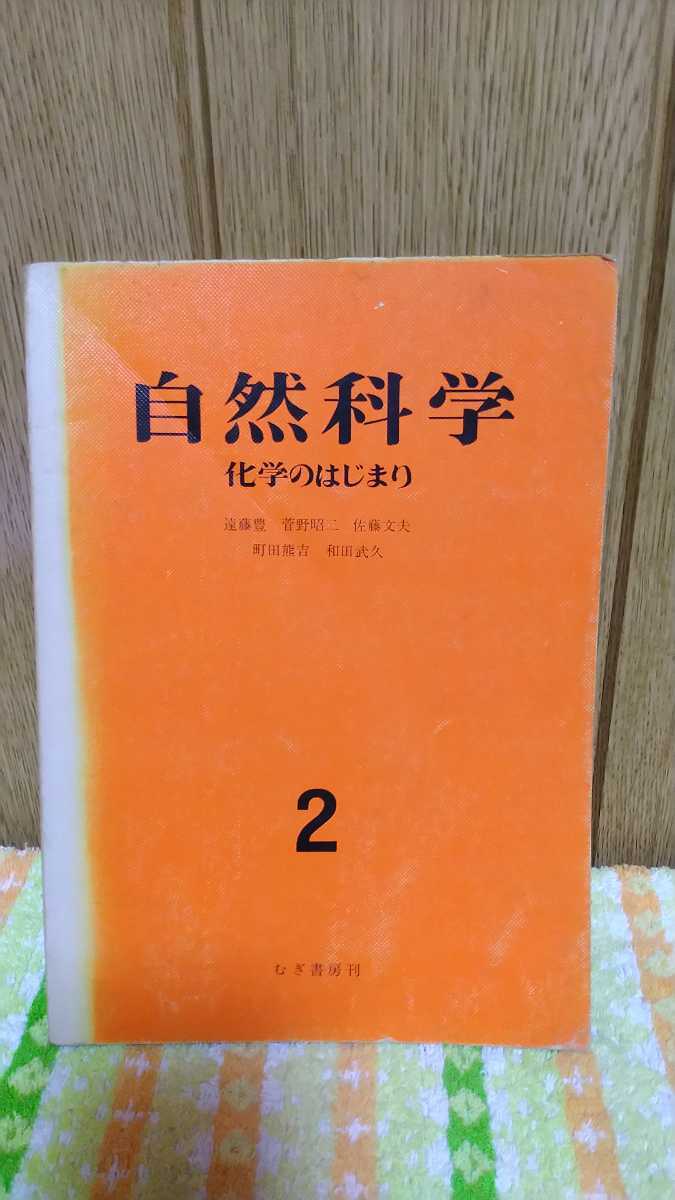 自然科学
化学のはじまり
遠藤豊 菅野昭二 佐藤文夫
町田熊吉 和田武久
2
むぎ書房刊